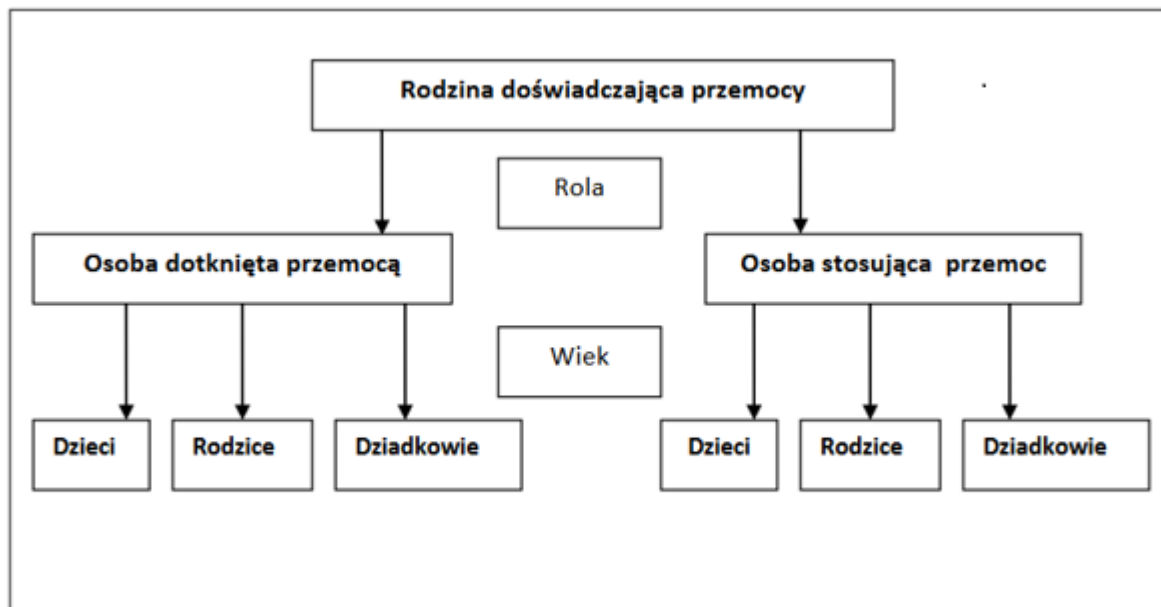 Rodzina doświadczająca przemocy
Rola
Osoba dotknięta przemocą
Osoba stosująca przemoc
Wiek
Dzieci
Rodzice
Dziadkowie
Dzieci
Rodzice
Dziadkowie